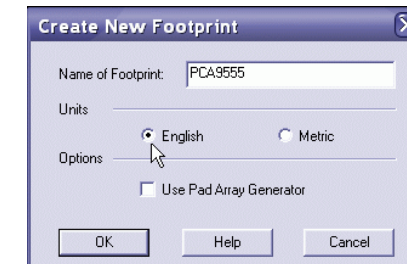 Create New Footprint
Name of Footprint: PCA9555
Units
English Metric
Options
Use Pad Array Generator
OK Help Cancel